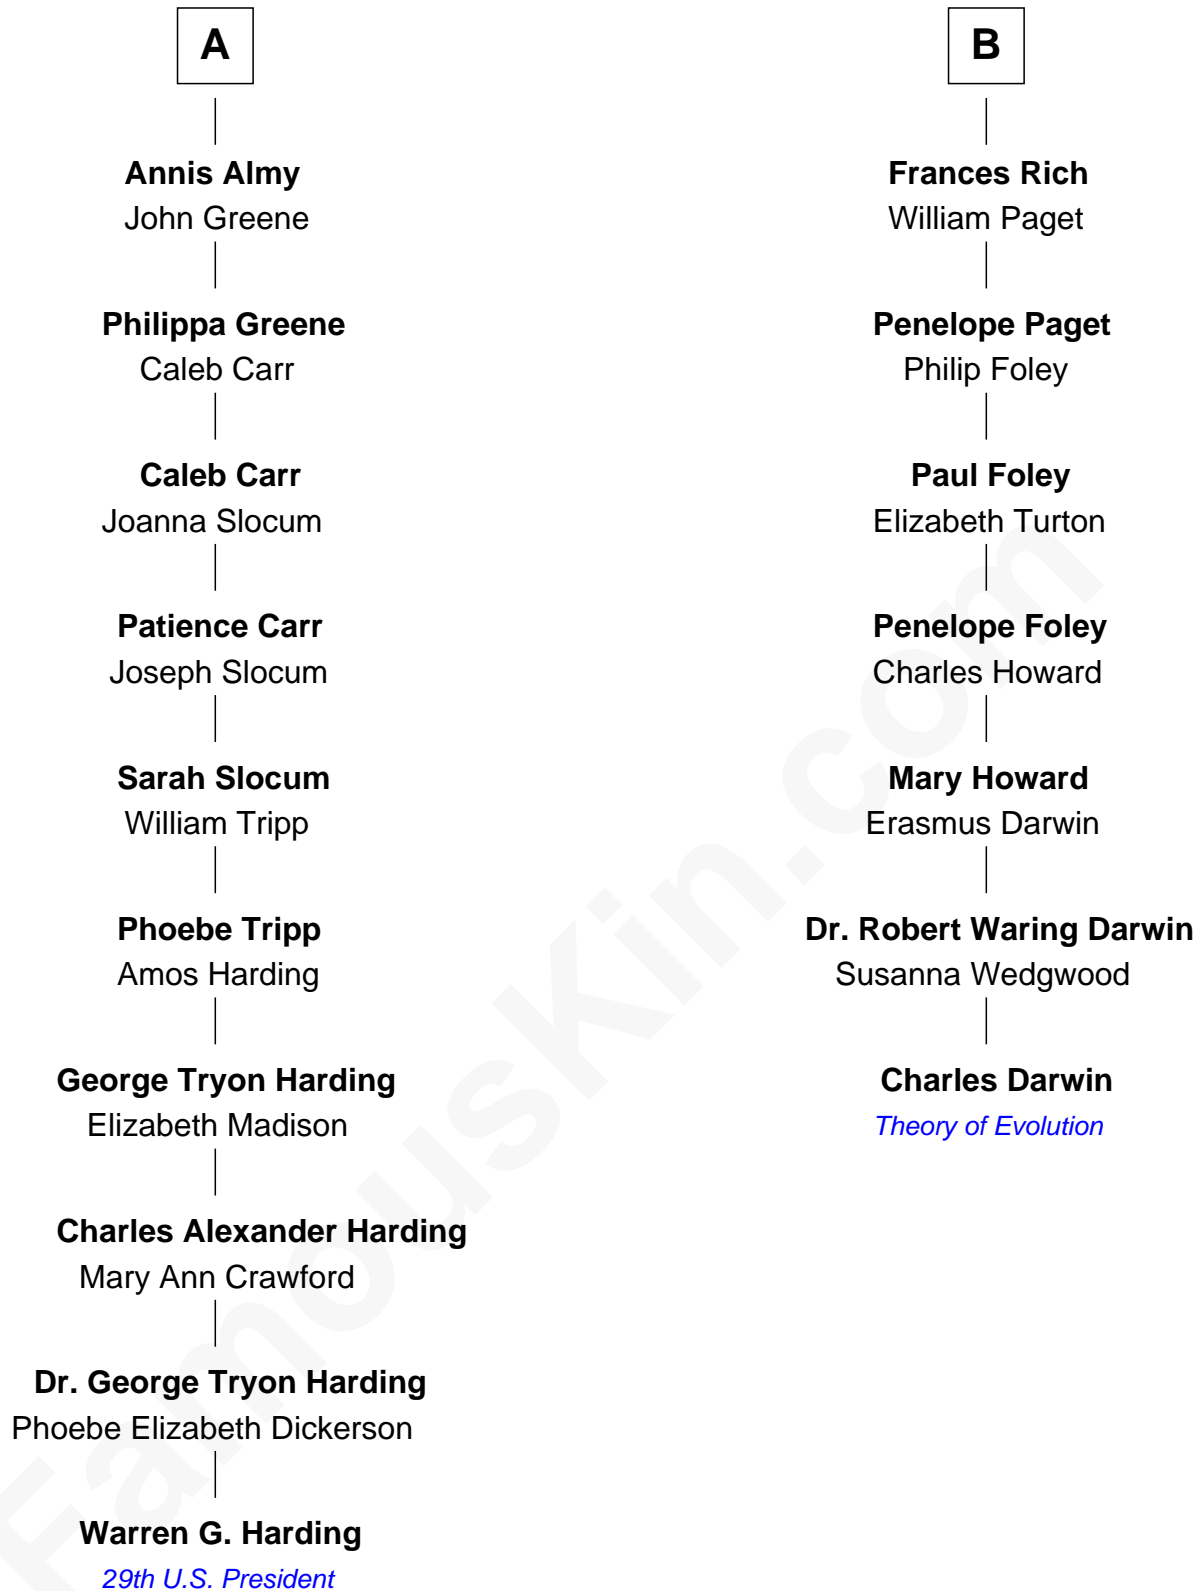 A
Annis Almy
John Greene
Philippa Greene
Caleb Carr
Caleb Carr
Joanna Slocum
Patience Carr
Joseph Slocum
Sarah Slocum
William Tripp
Phoebe Tripp
Amos Harding
George Tryon Harding
Elizabeth Madison
Charles Alexander Harding
Mary Ann Crawford
Dr. George Tryon Harding
Phoebe Elizabeth Dickerson
Warren G. Harding
29th U.S. President
B
Frances Rich
William Paget
Penelope Paget
Philip Foley
Paul Foley
Elizabeth Turton
Penelope Foley
Charles Howard
Mary Howard
Erasmus Darwin
Dr. Robert Waring Darwin
Susanna Wedgwood
Charles Darwin
Theory of Evolution
FamousKin.com